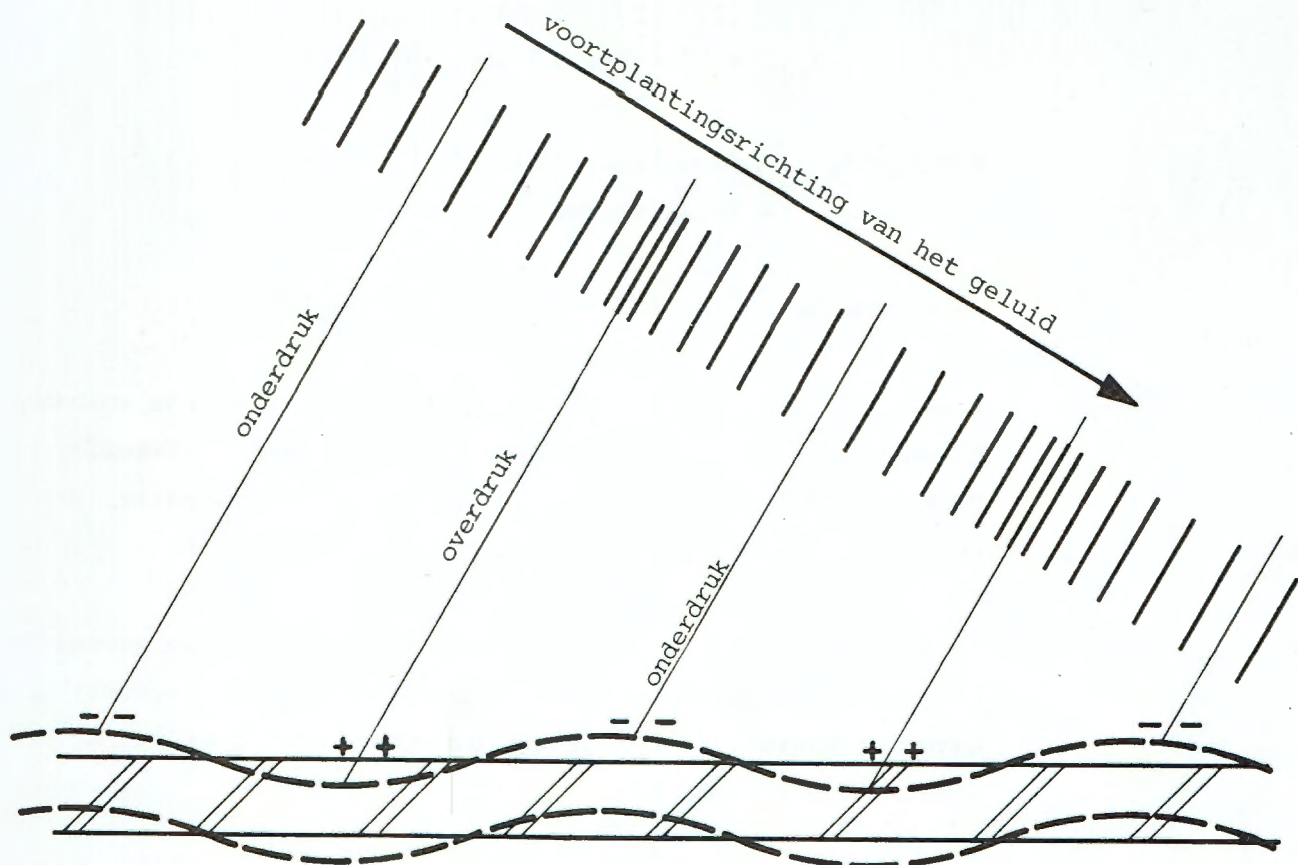 voortplantingsrichting van het geluid
onderdruk
overdruk
onderdruk
- - + + - - + + - -